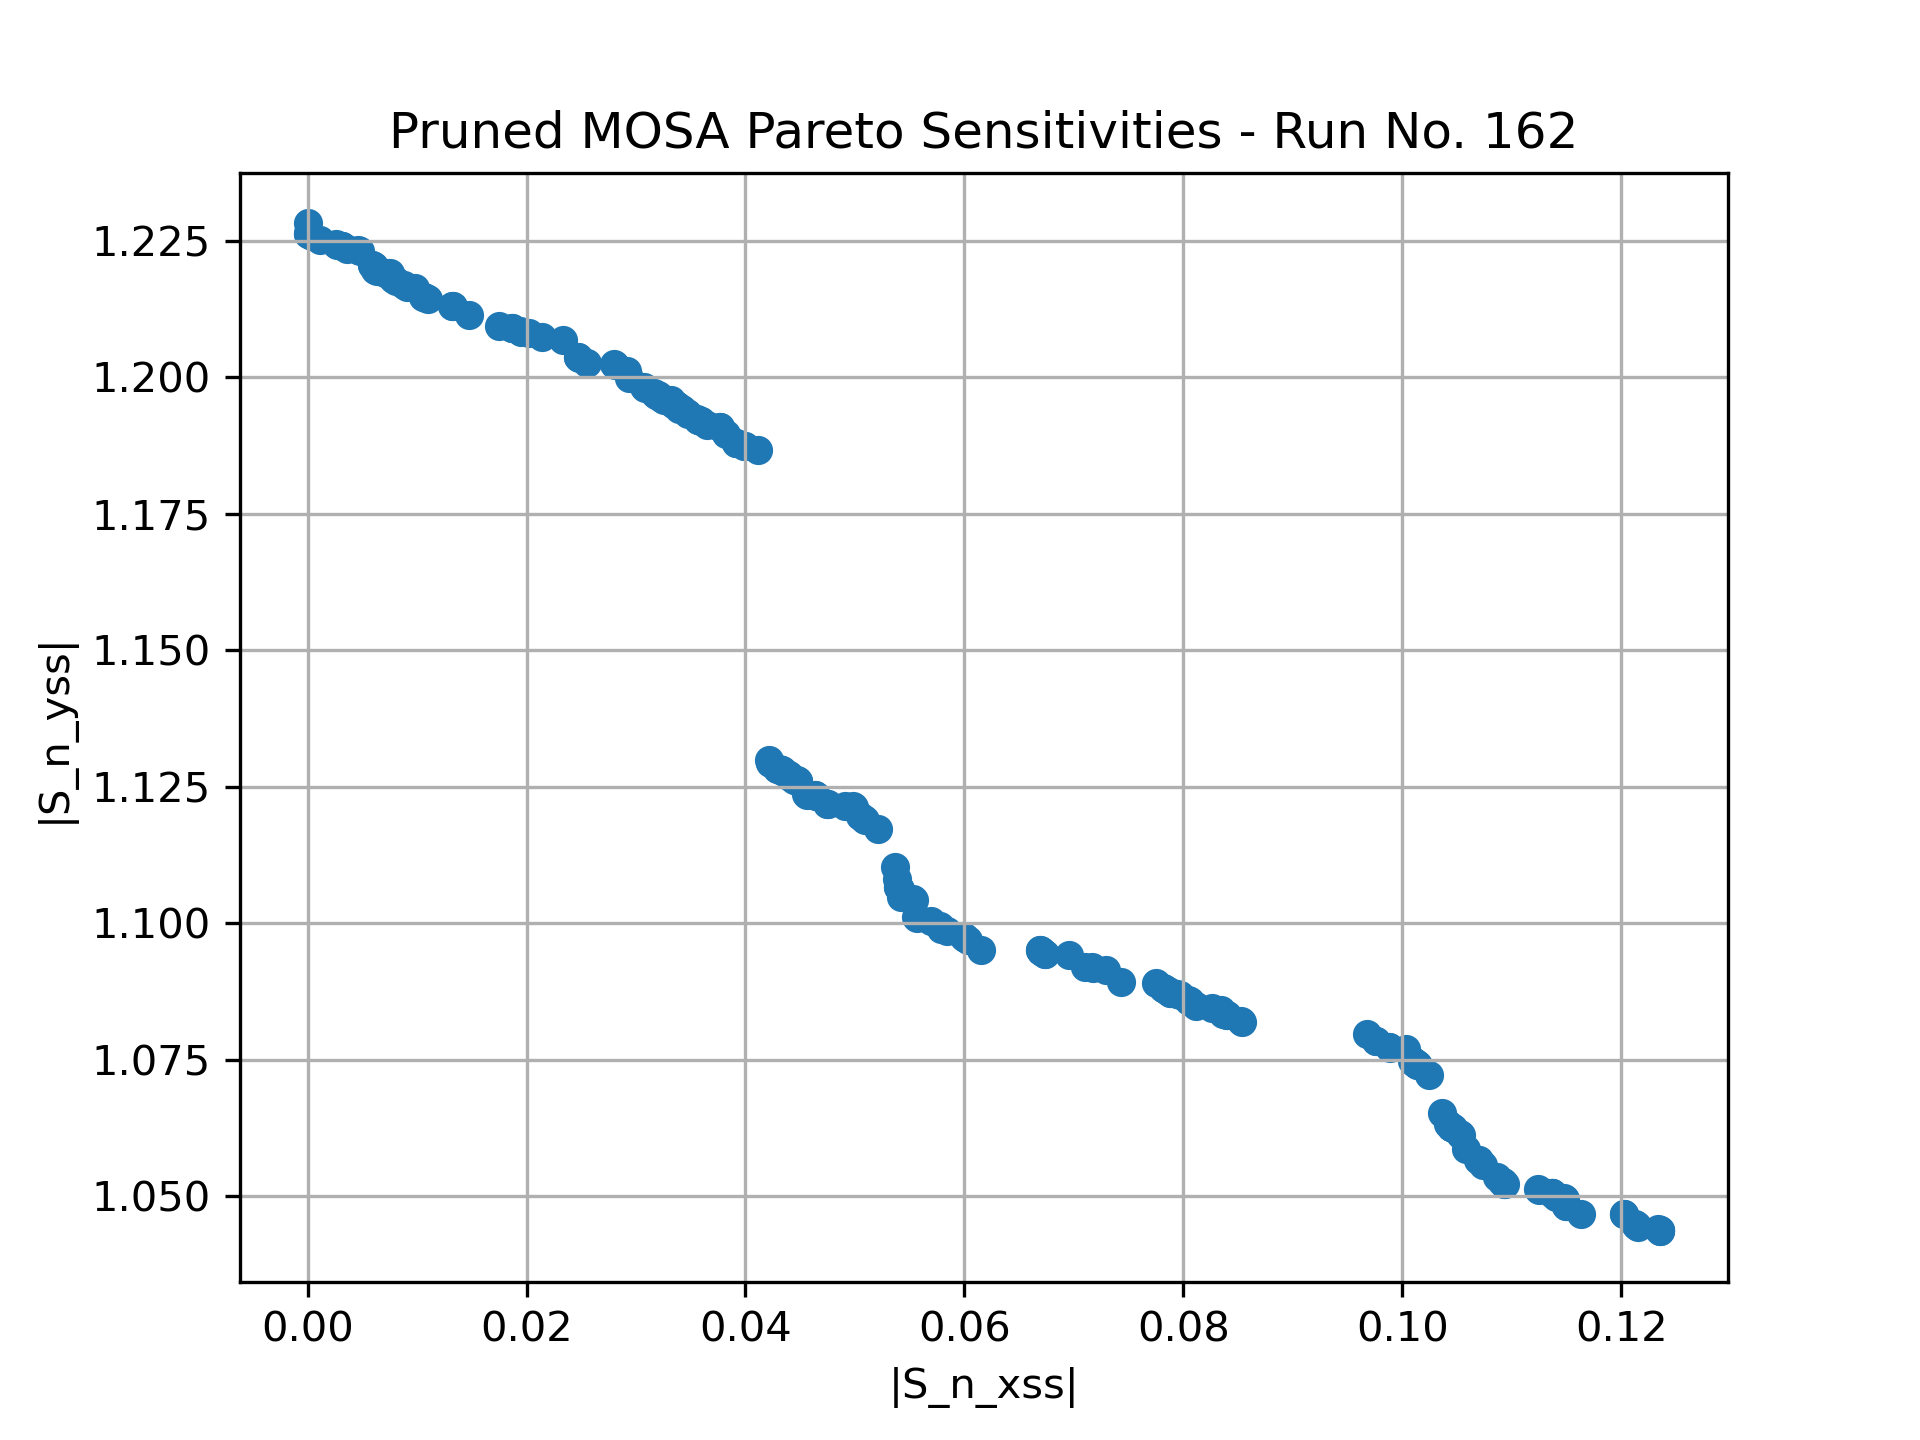 Pruned MOSA Pareto Sensitivities - Run No. 162
1.225
1.200
1.175
1.150
1.125
1.100
1.075
1.050
|S_n_yss|
0.00 0.02 0.04 0.06 0.08 0.10 0.12
|S_n_xss|